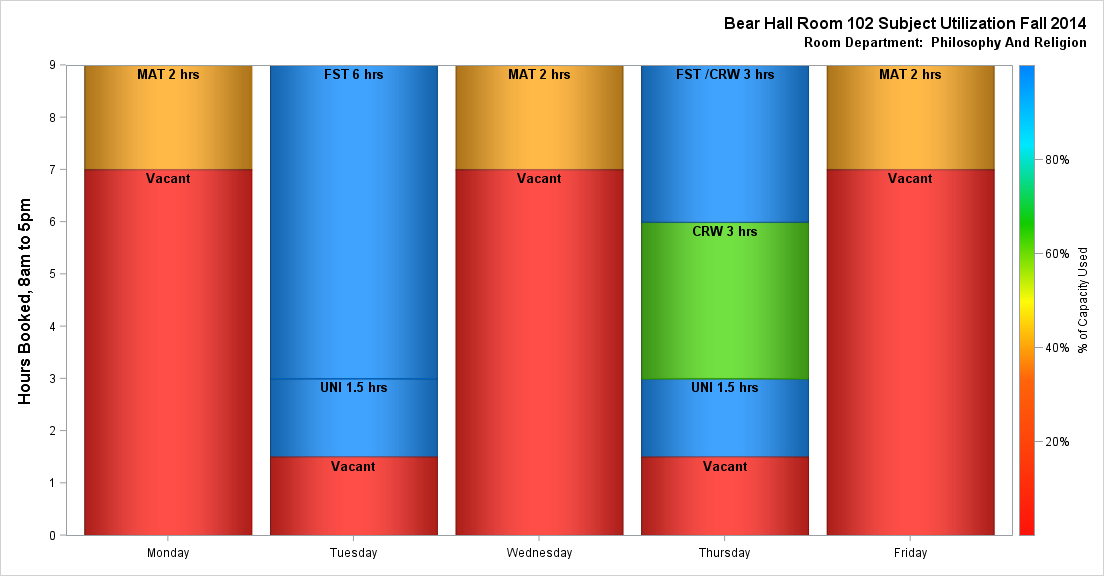 Bear Hall Room 102 Subject Utilization Fall 2014
Room Department:  Philosophy And Religion
Hours Booked, 8am to 5pm
9
8
7
6
5
4
3
2
1
0
MAT 2 hrs
Vacant
FST 6 hrs
UNI 1.5 hrs
Vacant
MAT 2 hrs
Vacant
FST /CRW 3 hrs
CRW 3 hrs
UNI 1.5 hrs
Vacant
MAT 2 hrs
Vacant
Monday
Tuesday
Wednesday
Thursday
Friday
80%
60%
40%
20%
% of Capacity Used